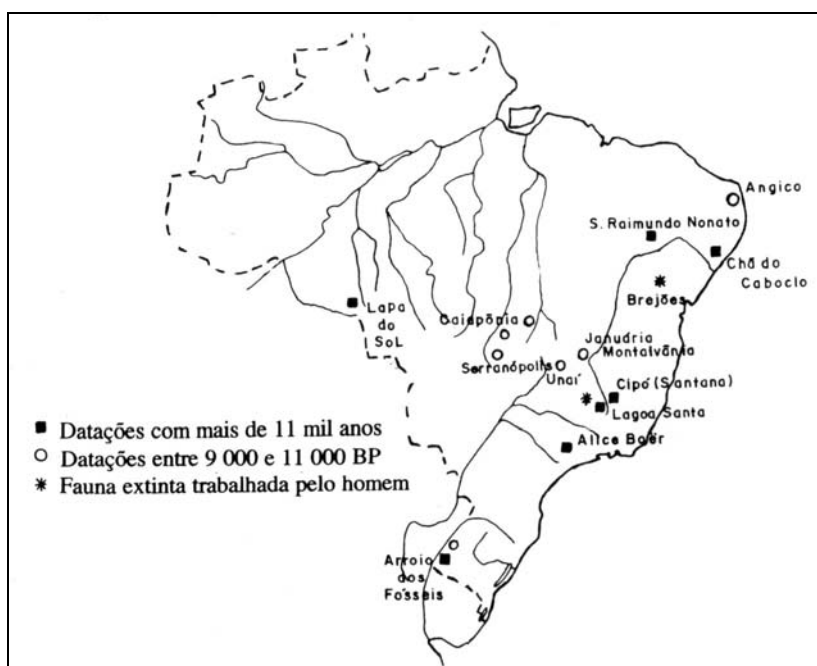 Angico
S. Raimundo Nonato
Chã do
Caboclo
Brejões
Lapa
do
SoL
Caiapônia
Januária
Montalvânia
Serranópolis
Unaí
Cipó (Santana)
Lagoa Santa
Alice Boër
Datações com mais de 11 mil anos
Datações entre 9 000 e 11 000 BP
Fauna extinta trabalhada pelo homem
Arroio
dos
Fósseis